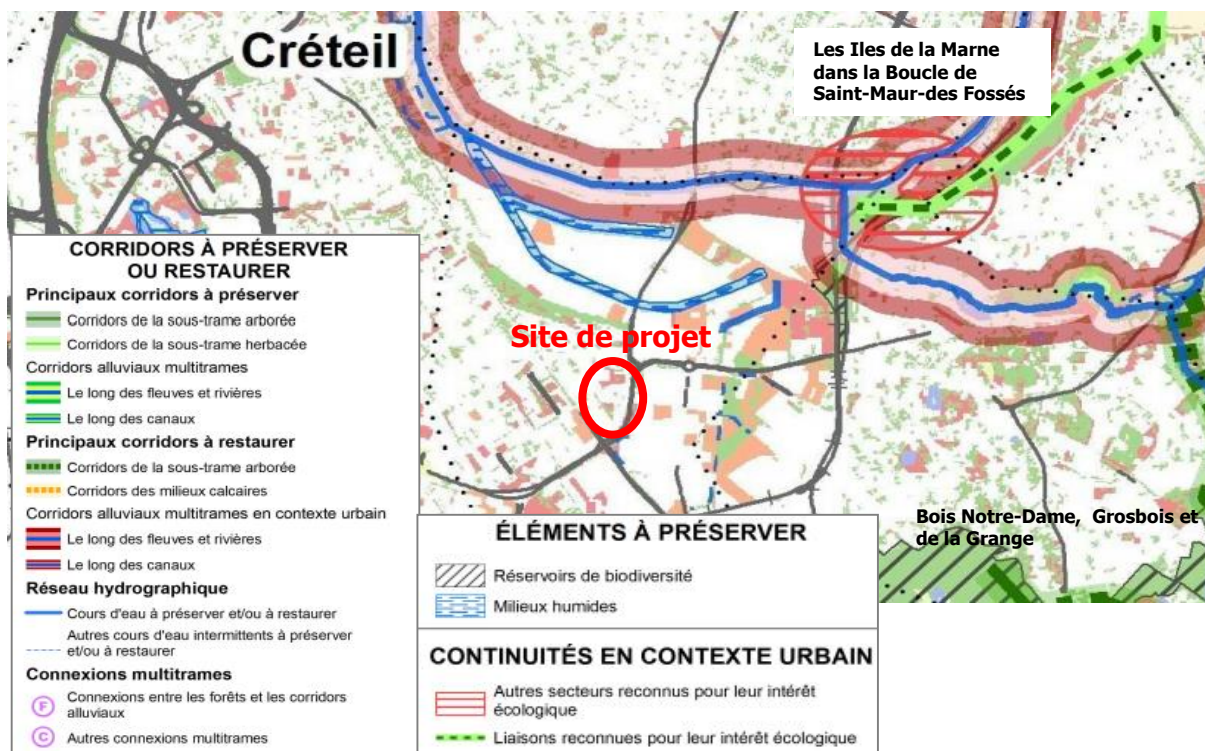 Créteil
Les Iles de la Marne
dans la Boucle de
Saint-Maur-des Fossés
Site de projet
Bois Notre-Dame, Grosbois et
de la Grange
CORRIDORS À PRÉSERVER
OU RESTAURER
Principaux corridors à préserver
Corridors de la sous-trame arborée
Corridors de la sous-trame herbacée
Corridors alluviaux multitrames
Le long des fleuves et rivières
Le long des canaux
Principaux corridors à restaurer
Corridors de la sous-trame arborée
Corridors des milieux calcaires
Corridors alluviaux multitrames en contexte urbain
Le long des fleuves et rivières
Le long des canaux
Réseau hydrographique
Cours d'eau à préserver et/ou à restaurer
Autres cours d'eau intermittents à préserver
et/ou à restaurer
Connexions multitrames
F Connexions entre les forêts et les corridors
alluviaux
C Autres connexions multitrames
ÉLÉMENTS À PRÉSERVER
Réservoirs de biodiversité
Milieux humides
CONTINUITÉS EN CONTEXTE URBAIN
Autres secteurs reconnus pour leur intérêt
écologique
Liaisons reconnues pour leur intérêt écologique